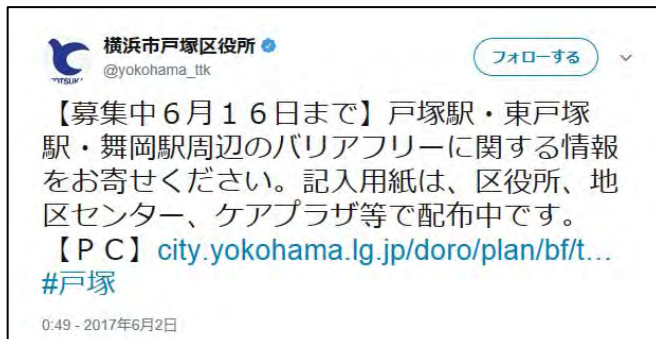 横浜市戸塚区役所
@yokohama_ttk
フォローする
TOTSUKA
【募集中６月１６日まで】戸塚駅・東戸塚
駅・舞岡駅周辺のバリアフリーに関する情報
をお寄せください。記入用紙は、区役所、地
区センター、ケアプラザ等で配布中です。
【ＰＣ】city.yokohama.lg.jp/doro/plan/bf/t…
#戸塚
0:49 - 2017年6月2日